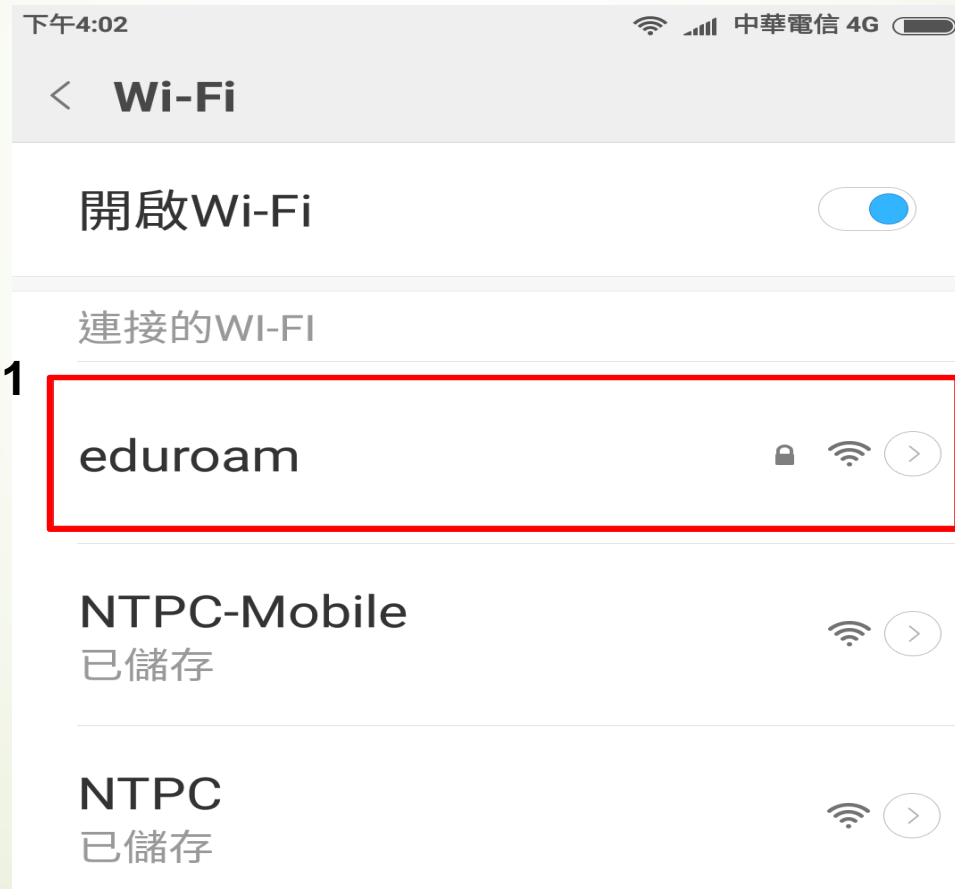 下午4:02 中華電信 4G
Wi-Fi
開啟Wi-Fi
連接的WI-FI
1
eduroam
NTPC-Mobile
已儲存
NTPC
已儲存